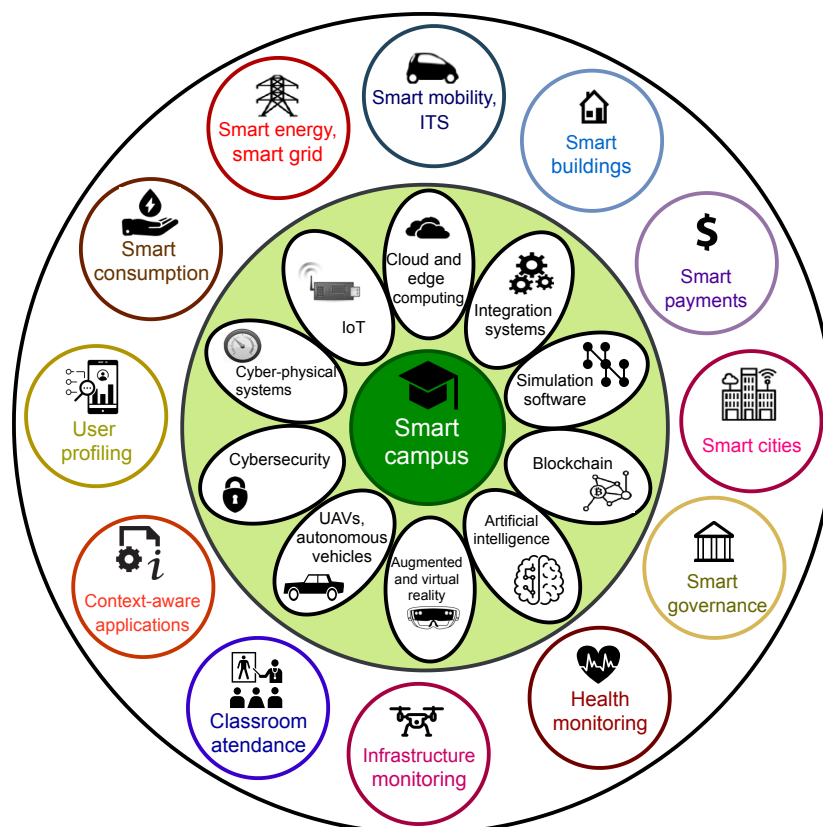 Smart mobility,
ITS
Smart
buildings
Smart
payments
Smart cities
Smart
governance
Health
monitoring
Infrastructure
monitoring
Classroom
atendance
Context-aware
applications
User
profiling
Smart
consumption
Smart energy,
smart grid
Cloud and
edge
computing
Integration
systems
Simulation
software
Blockchain
Artificial
intelligence
Augmented
and virtual
reality
UAVs,
autonomous
vehicles
Cybersecurity
Cyber-physical
systems
IoT
Smart
campus
$
i
B